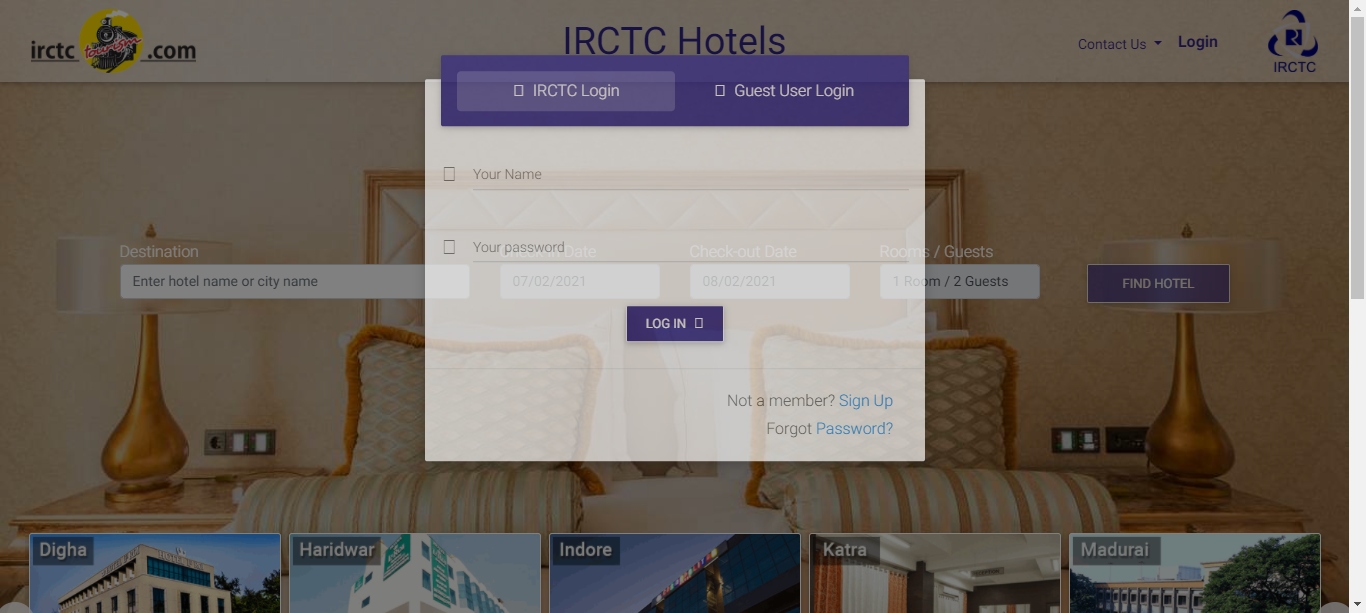 irctc tourism .com
IRCTC Hotels
Contact Us
Login
IRCTC
IRCTC Login
Guest User Login
Your Name
Your password
Destination
Check-in Date
Check-out Date
Rooms / Guests
Enter hotel name or city name
07/02/2021
08/02/2021
1 Room / 2 Guests
FIND HOTEL
LOG IN
Not a member? Sign Up
Forgot Password?
Digha
Haridwar
Indore
Katra
Madurai